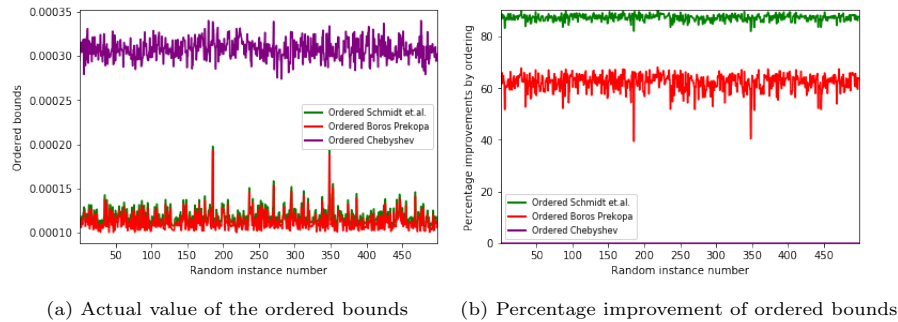 0.00035
0.00030
0.00025
0.00020
0.00015
0.00010
Ordered bounds
Ordered Schmidt et.al.
Ordered Boros Prekopa
Ordered Chebyshev
50 100 150 200 250 300 350 400 450
Random instance number
(a) Actual value of the ordered bounds
80
60
40
20
0
Percentage improvements by ordering
Ordered Schmidt et.al.
Ordered Boros Prekopa
Ordered Chebyshev
50 100 150 200 250 300 350 400 450
Random instance number
(b) Percentage improvement of ordered bounds